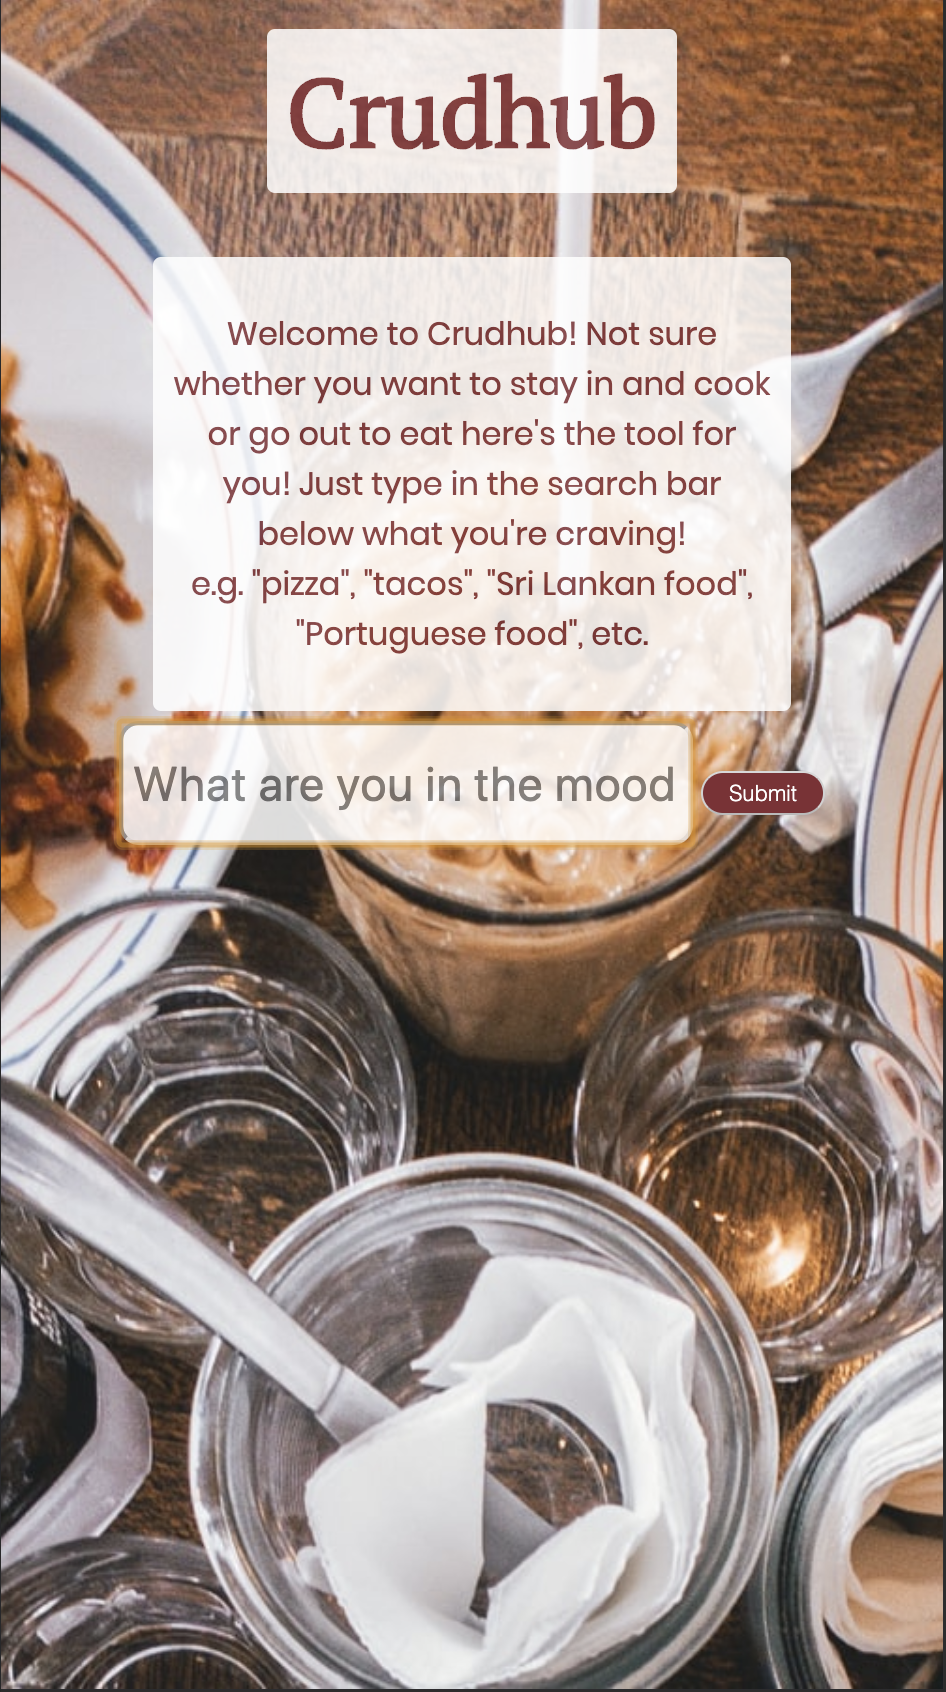 Crudhub
Welcome to Crudhub! Not sure
whether you want to stay in and cook
or go out to eat here's the tool for
you! Just type in the search bar
below what you're craving!
e.g. "pizza", "tacos", "Sri Lankan food",
"Portuguese food", etc.
What are you in the mood
Submit